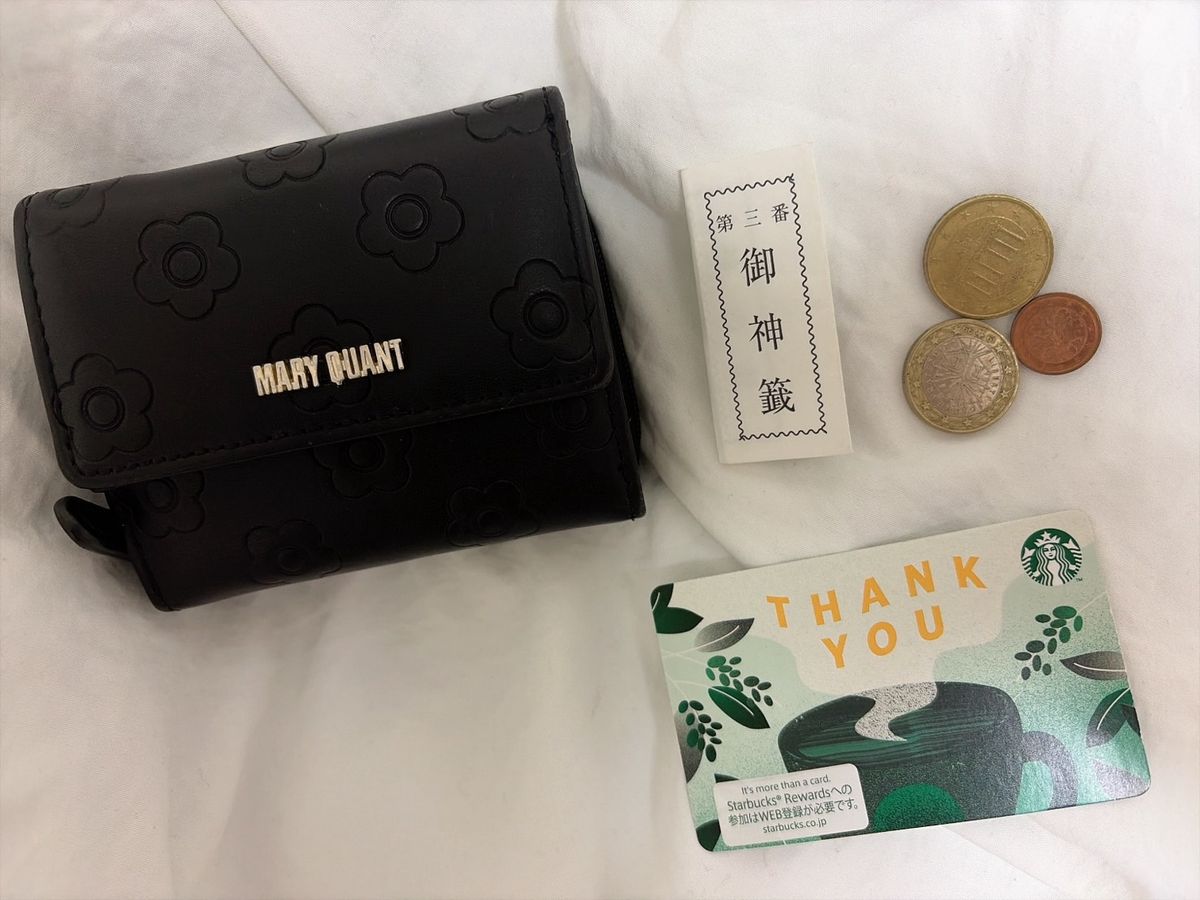 MARY QUANT
第三番
御神籤
THANK
YOU
It's more than a card.
Starbucks® Rewardsへの
参加はWEB登録が必要です。
starbucks.co.jp